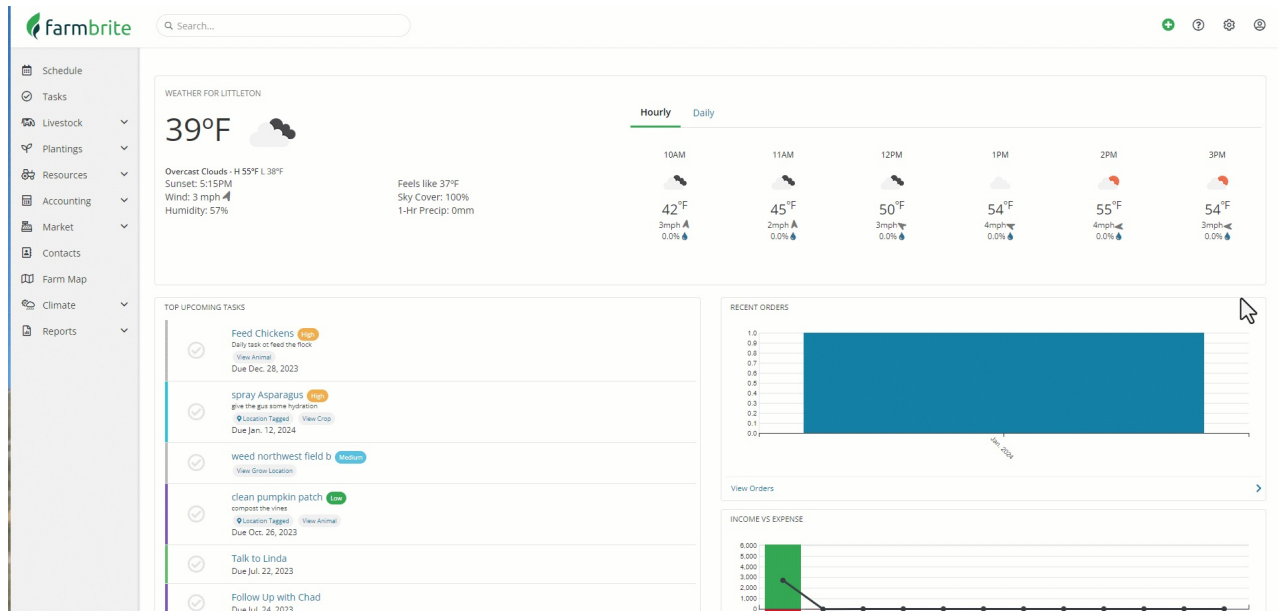 farmbrite
Search...
Schedule
Tasks
Livestock
Plantings
Resources
Accounting
Market
Contacts
Farm Map
Climate
Reports
WEATHER FOR LITTLETON
39°F
Overcast Clouds - H 55°F L 38°F
Sunset: 5:15PM
Wind: 3 mph
Humidity: 57%
Feels like 37°F
Sky Cover: 100%
1-Hr Precip: 0mm
Hourly Daily
10AM 11AM 12PM 1PM 2PM 3PM
42°F 45°F 50°F 54°F 55°F 54°F
3mph 2mph 3mph 4mph 4mph 3mph
0.0% 0.0% 0.0% 0.0% 0.0% 0.0%
TOP UPCOMING TASKS
Feed Chickens High
Daily task ot feed the flock
View Animal
Due Dec. 28, 2023
spray Asparagus High
give the gus some hydration
Location Tagged View Crop
Due Jan. 12, 2024
weed northwest field b Medium
View Grow Location
clean pumpkin patch Low
compost the vines
Location Tagged View Animal
Due Oct. 26, 2023
Talk to Linda
Due Jul. 22, 2023
Follow Up with Chad
Due Jul. 24, 2023
RECENT ORDERS
1.0
0.9
0.8
0.7
0.6
0.5
0.4
0.3
0.2
0.1
0.0
Jan, 2024
View Orders
INCOME VS EXPENSE
6,000
5,000
4,000
3,000
2,000
1,000
0